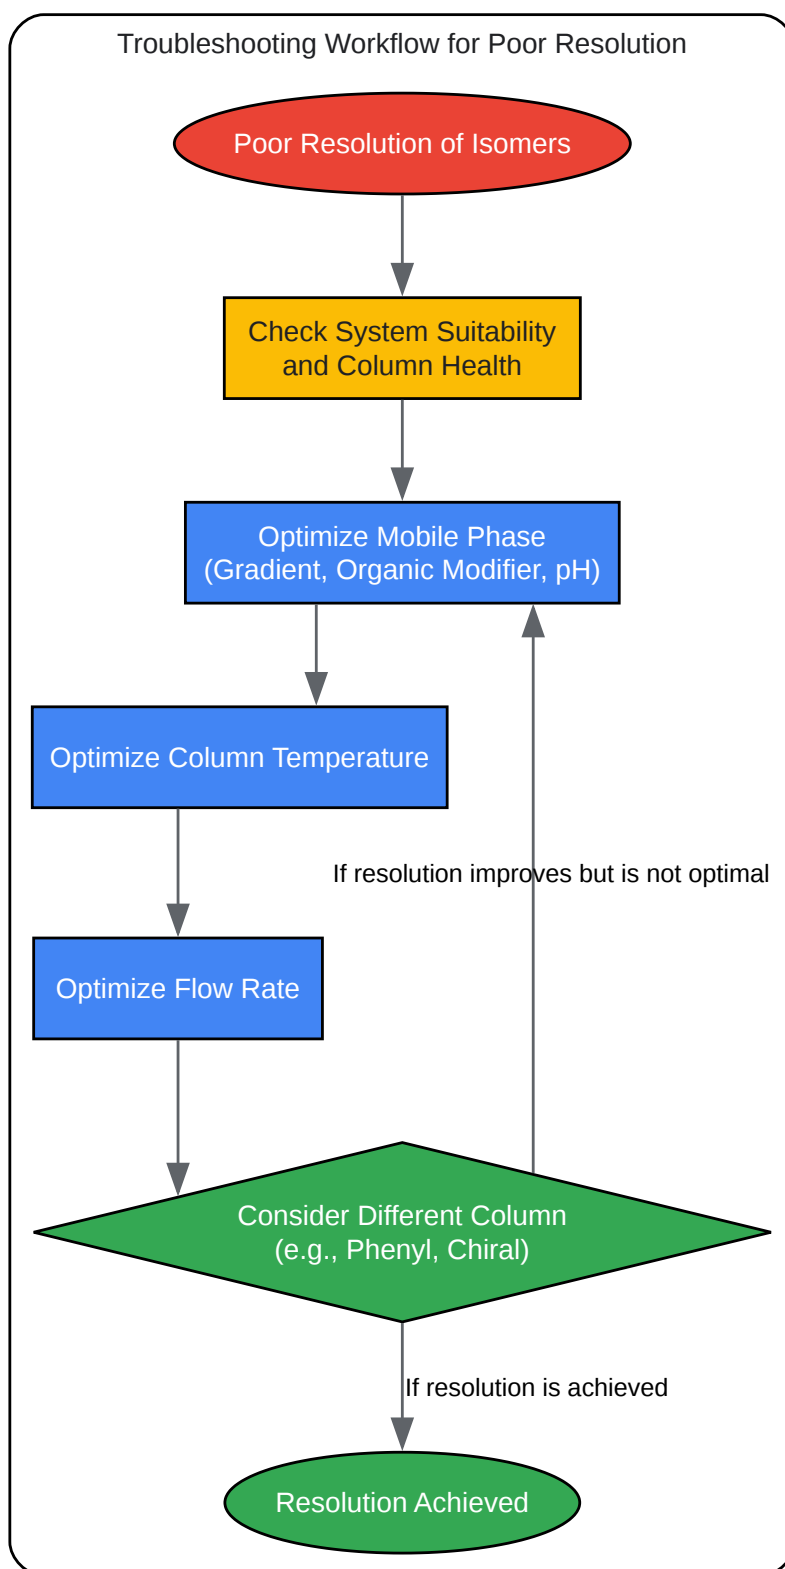 Troubleshooting Workflow for Poor Resolution
Poor Resolution of Isomers
Check System Suitability
and Column Health
Optimize Mobile Phase
(Gradient, Organic Modifier, pH)
Optimize Column Temperature
If resolution improves but is not optimal
Optimize Flow Rate
Consider Different Column
(e.g., Phenyl, Chiral)
If resolution is achieved
Resolution Achieved